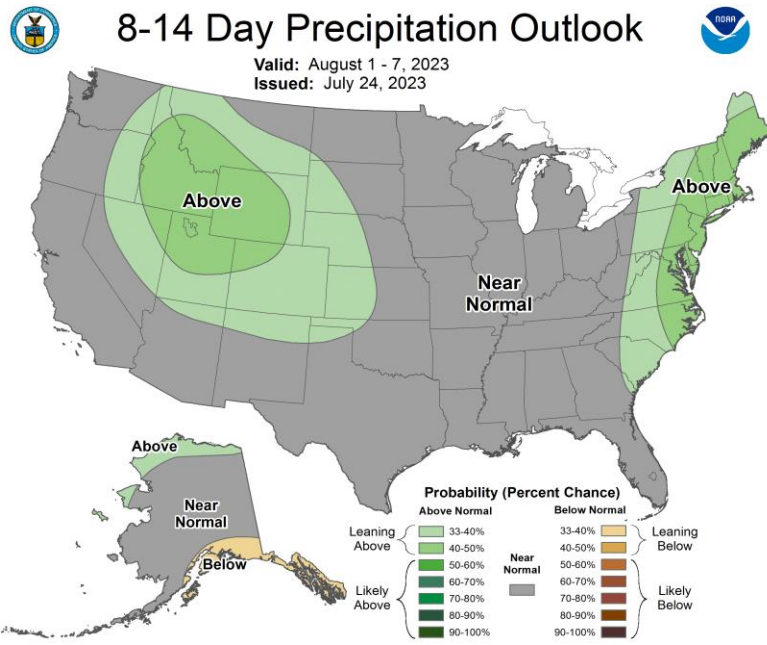 8-14 Day Precipitation Outlook
NOAA
Valid: August 1 - 7, 2023
Issued: July 24, 2023
Above
Above
Near
Normal
Above
Near
Normal
Below
Probability (Percent Chance)
Above Normal
Below Normal
Leaning
Above
33-40%
40-50%
50-60%
60-70%
70-80%
80-90%
90-100%
Likely
Above
Near
Normal
33-40%
40-50%
50-60%
60-70%
70-80%
80-90%
90-100%
Leaning
Below
Likely
Below